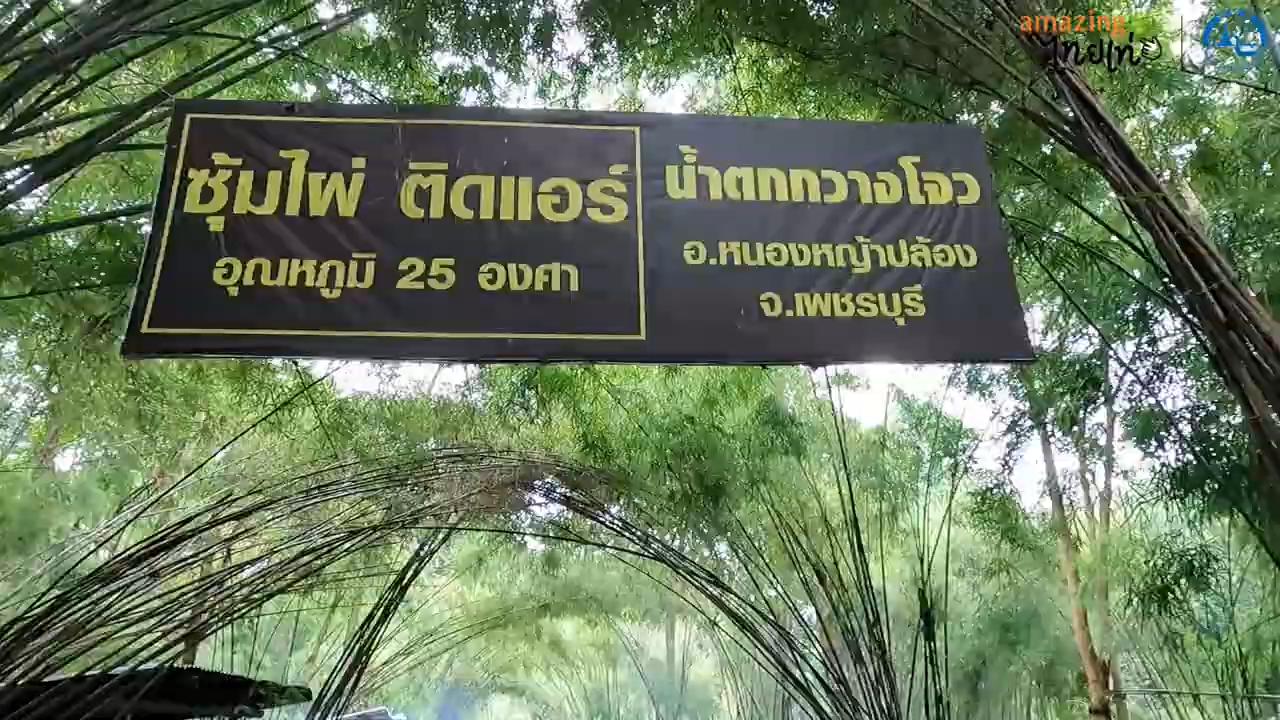 amazing
ไทยเท่
ซุ้มไผ่ ติดแอร์
อุณหภูมิ 25 องศา
น้ำตกกวางโจว
อ.หนองหญ้าปล้อง
จ.เพชรบุรี